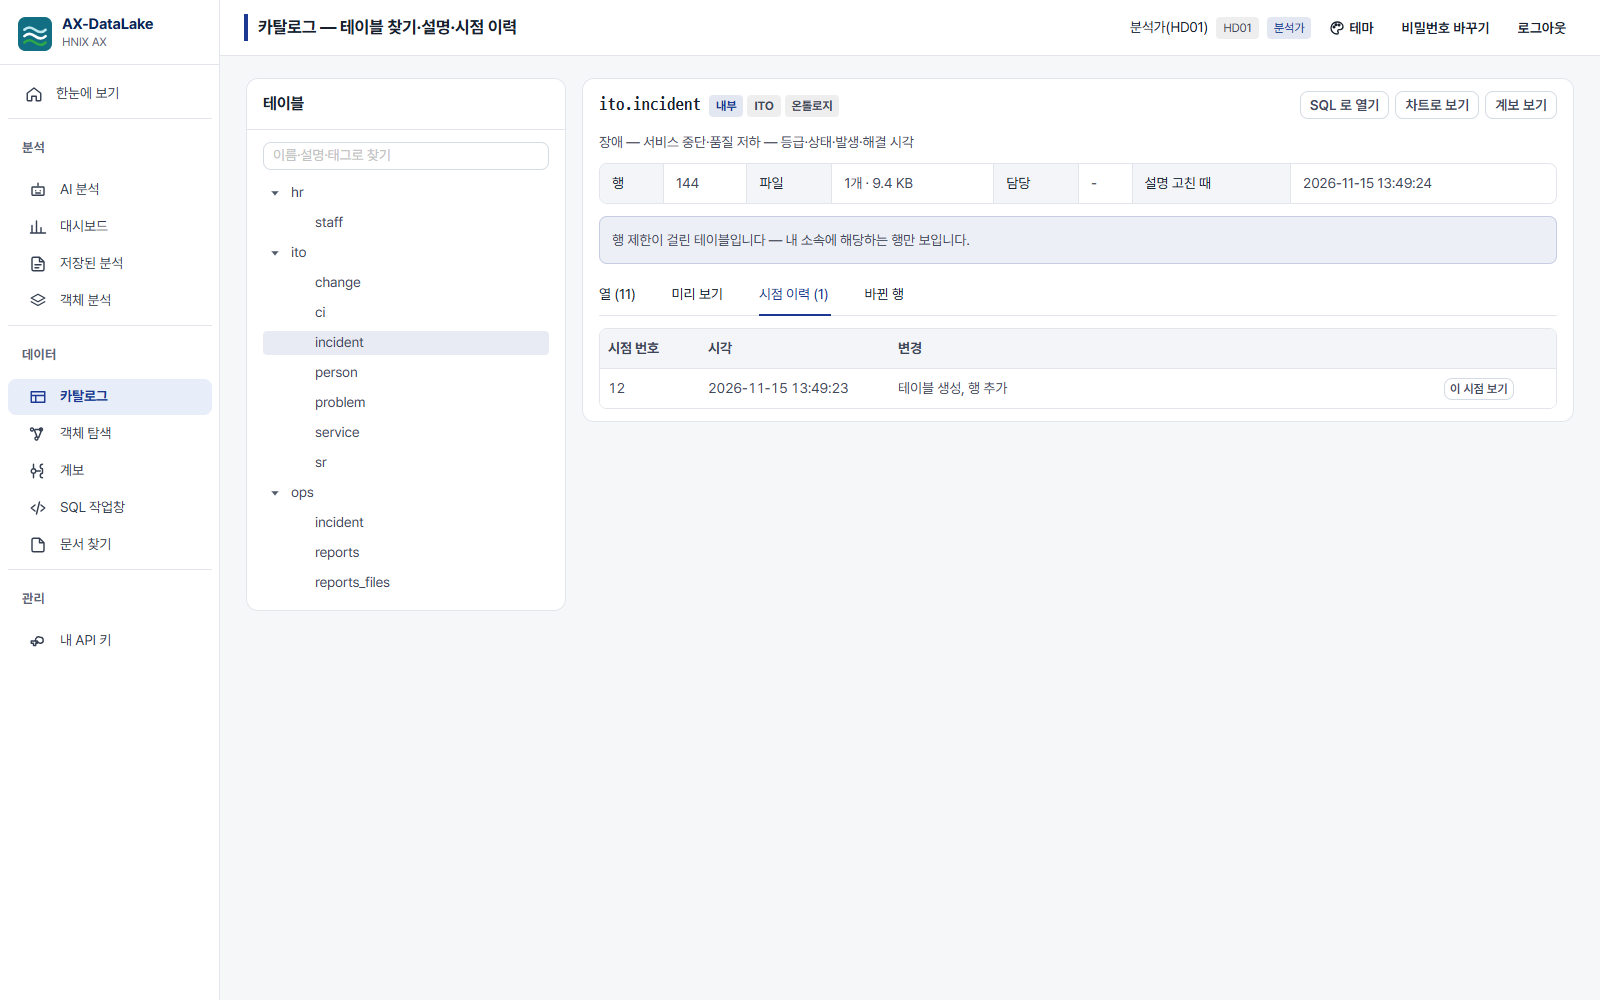 AX-DataLake
HNIX AX
한눈에 보기
분석
AI 분석
대시보드
저장된 분석
객체 분석
데이터
카탈로그
객체 탐색
계보
SQL 작업창
문서 찾기
관리
내 API 키
카탈로그 — 테이블 찾기·설명·시점 이력
분석가(HD01) HD01 분석가 테마 비밀번호 바꾸기 로그아웃
테이블
이름·설명·태그로 찾기
hr
staff
ito
change
ci
incident
person
problem
service
sr
ops
incident
reports
reports_files
ito.incident 내부 ITO 온톨로지 SQL 로 열기 차트로 보기 계보 보기
장애 — 서비스 중단·품질 저하 — 등급·상태·발생·해결 시각
행 144 파일 1개 · 9.4 KB 담당 - 설명 고친 때 2026-11-15 13:49:24
행 제한이 걸린 테이블입니다 — 내 소속에 해당하는 행만 보입니다.
열 (11) 미리 보기 시점 이력 (1) 바뀐 행
시점 번호 시각 변경
12 2026-11-15 13:49:23 테이블 생성, 행 추가 이 시점 보기